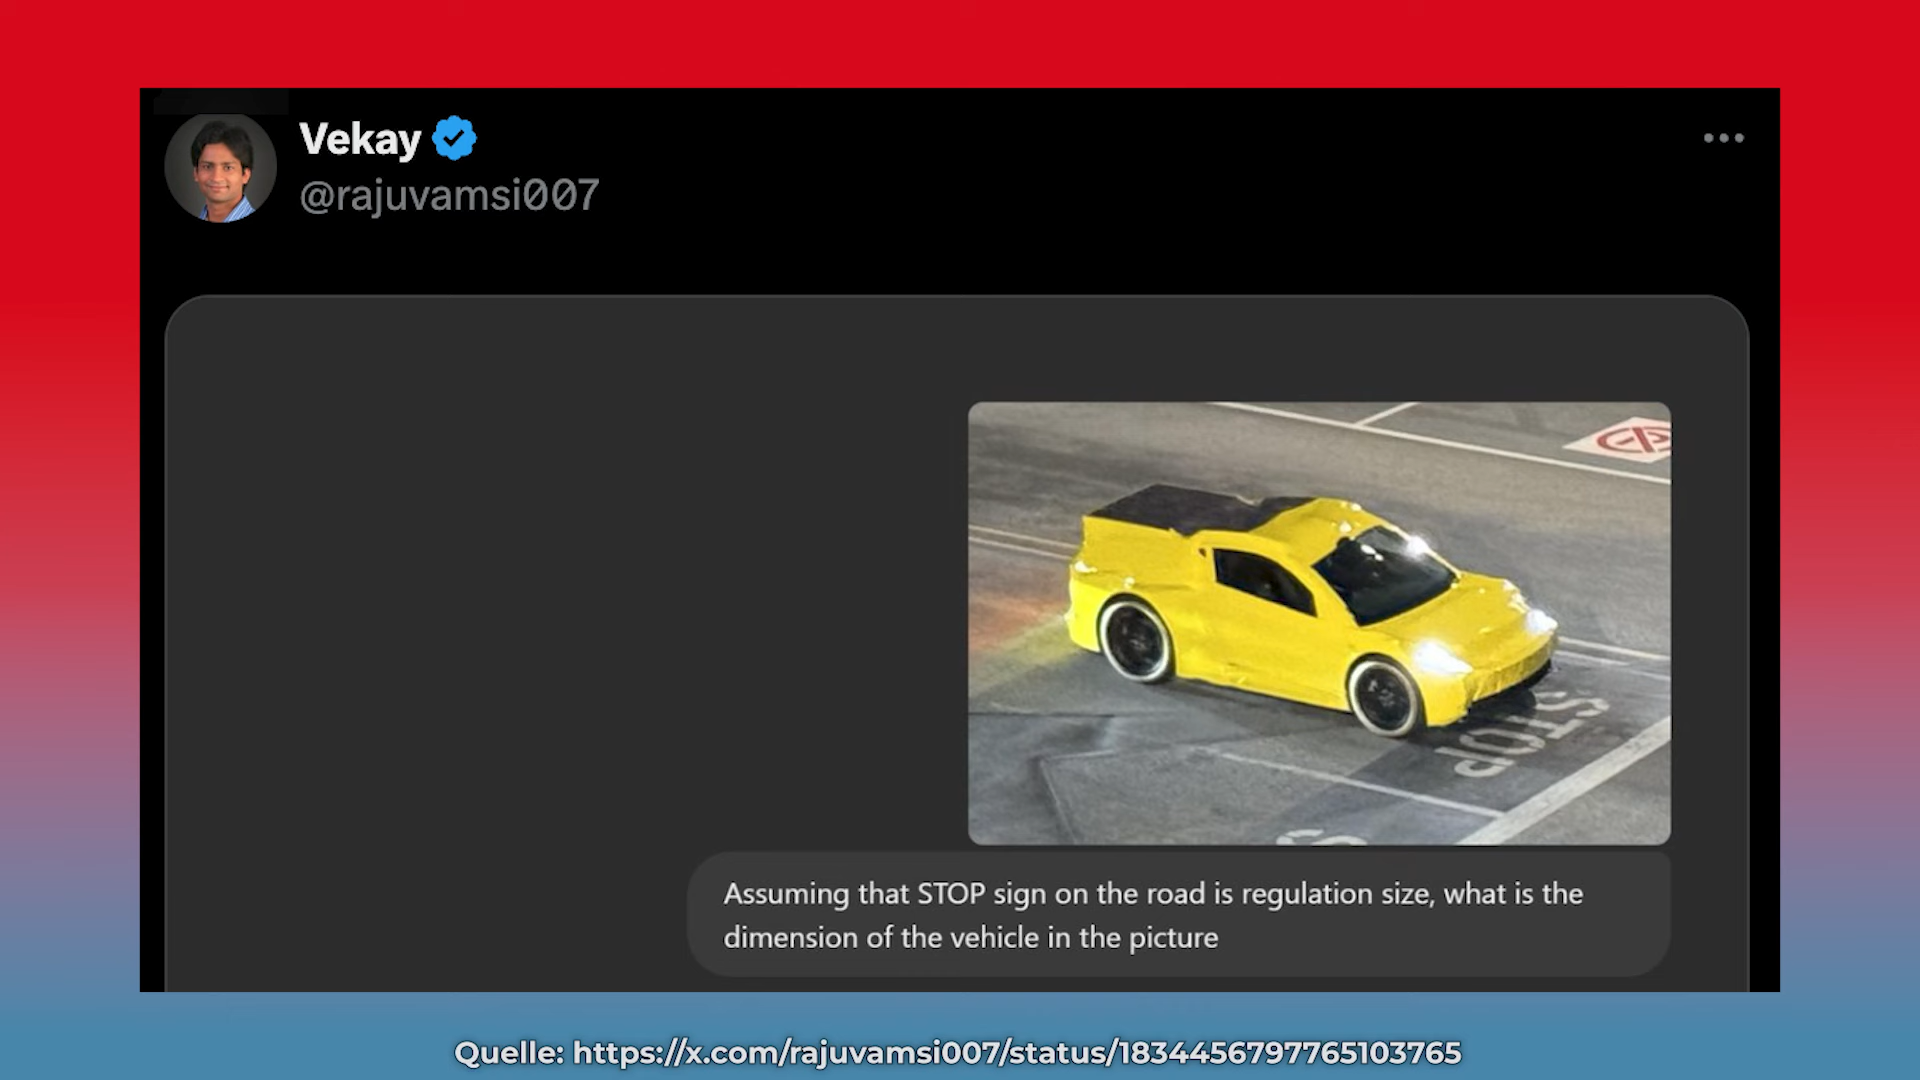 Vekay
@rajuvamsi007
STOP
Assuming that STOP sign on the road is regulation size, what is the
dimension of the vehicle in the picture
Quelle: https://x.com/rajuvamsi007/status/1834456797765103765